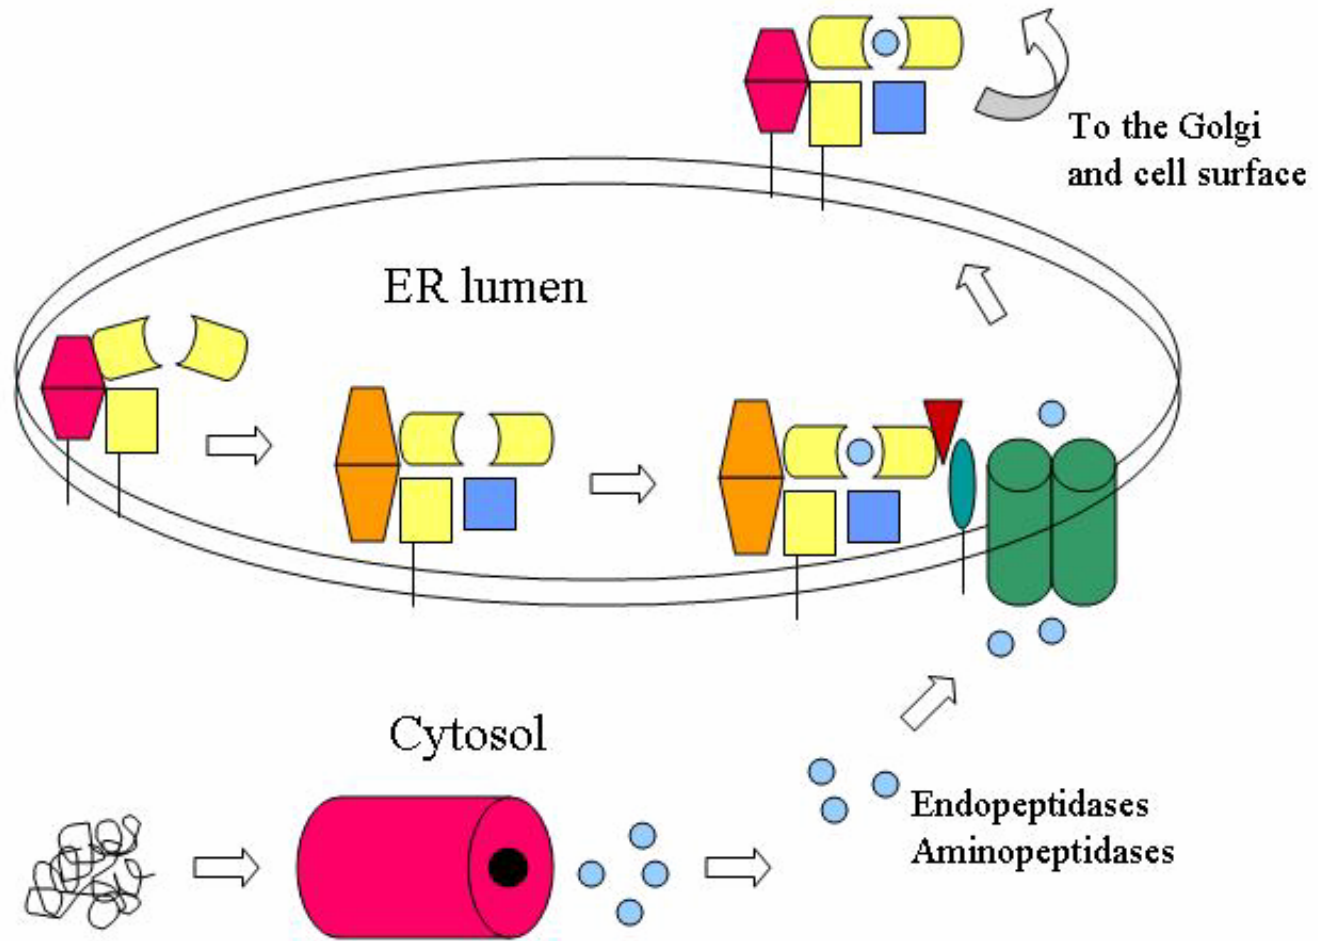 To the Golgi
and cell surface
ER lumen
Cytosol
Endopeptidases
Aminopeptidases